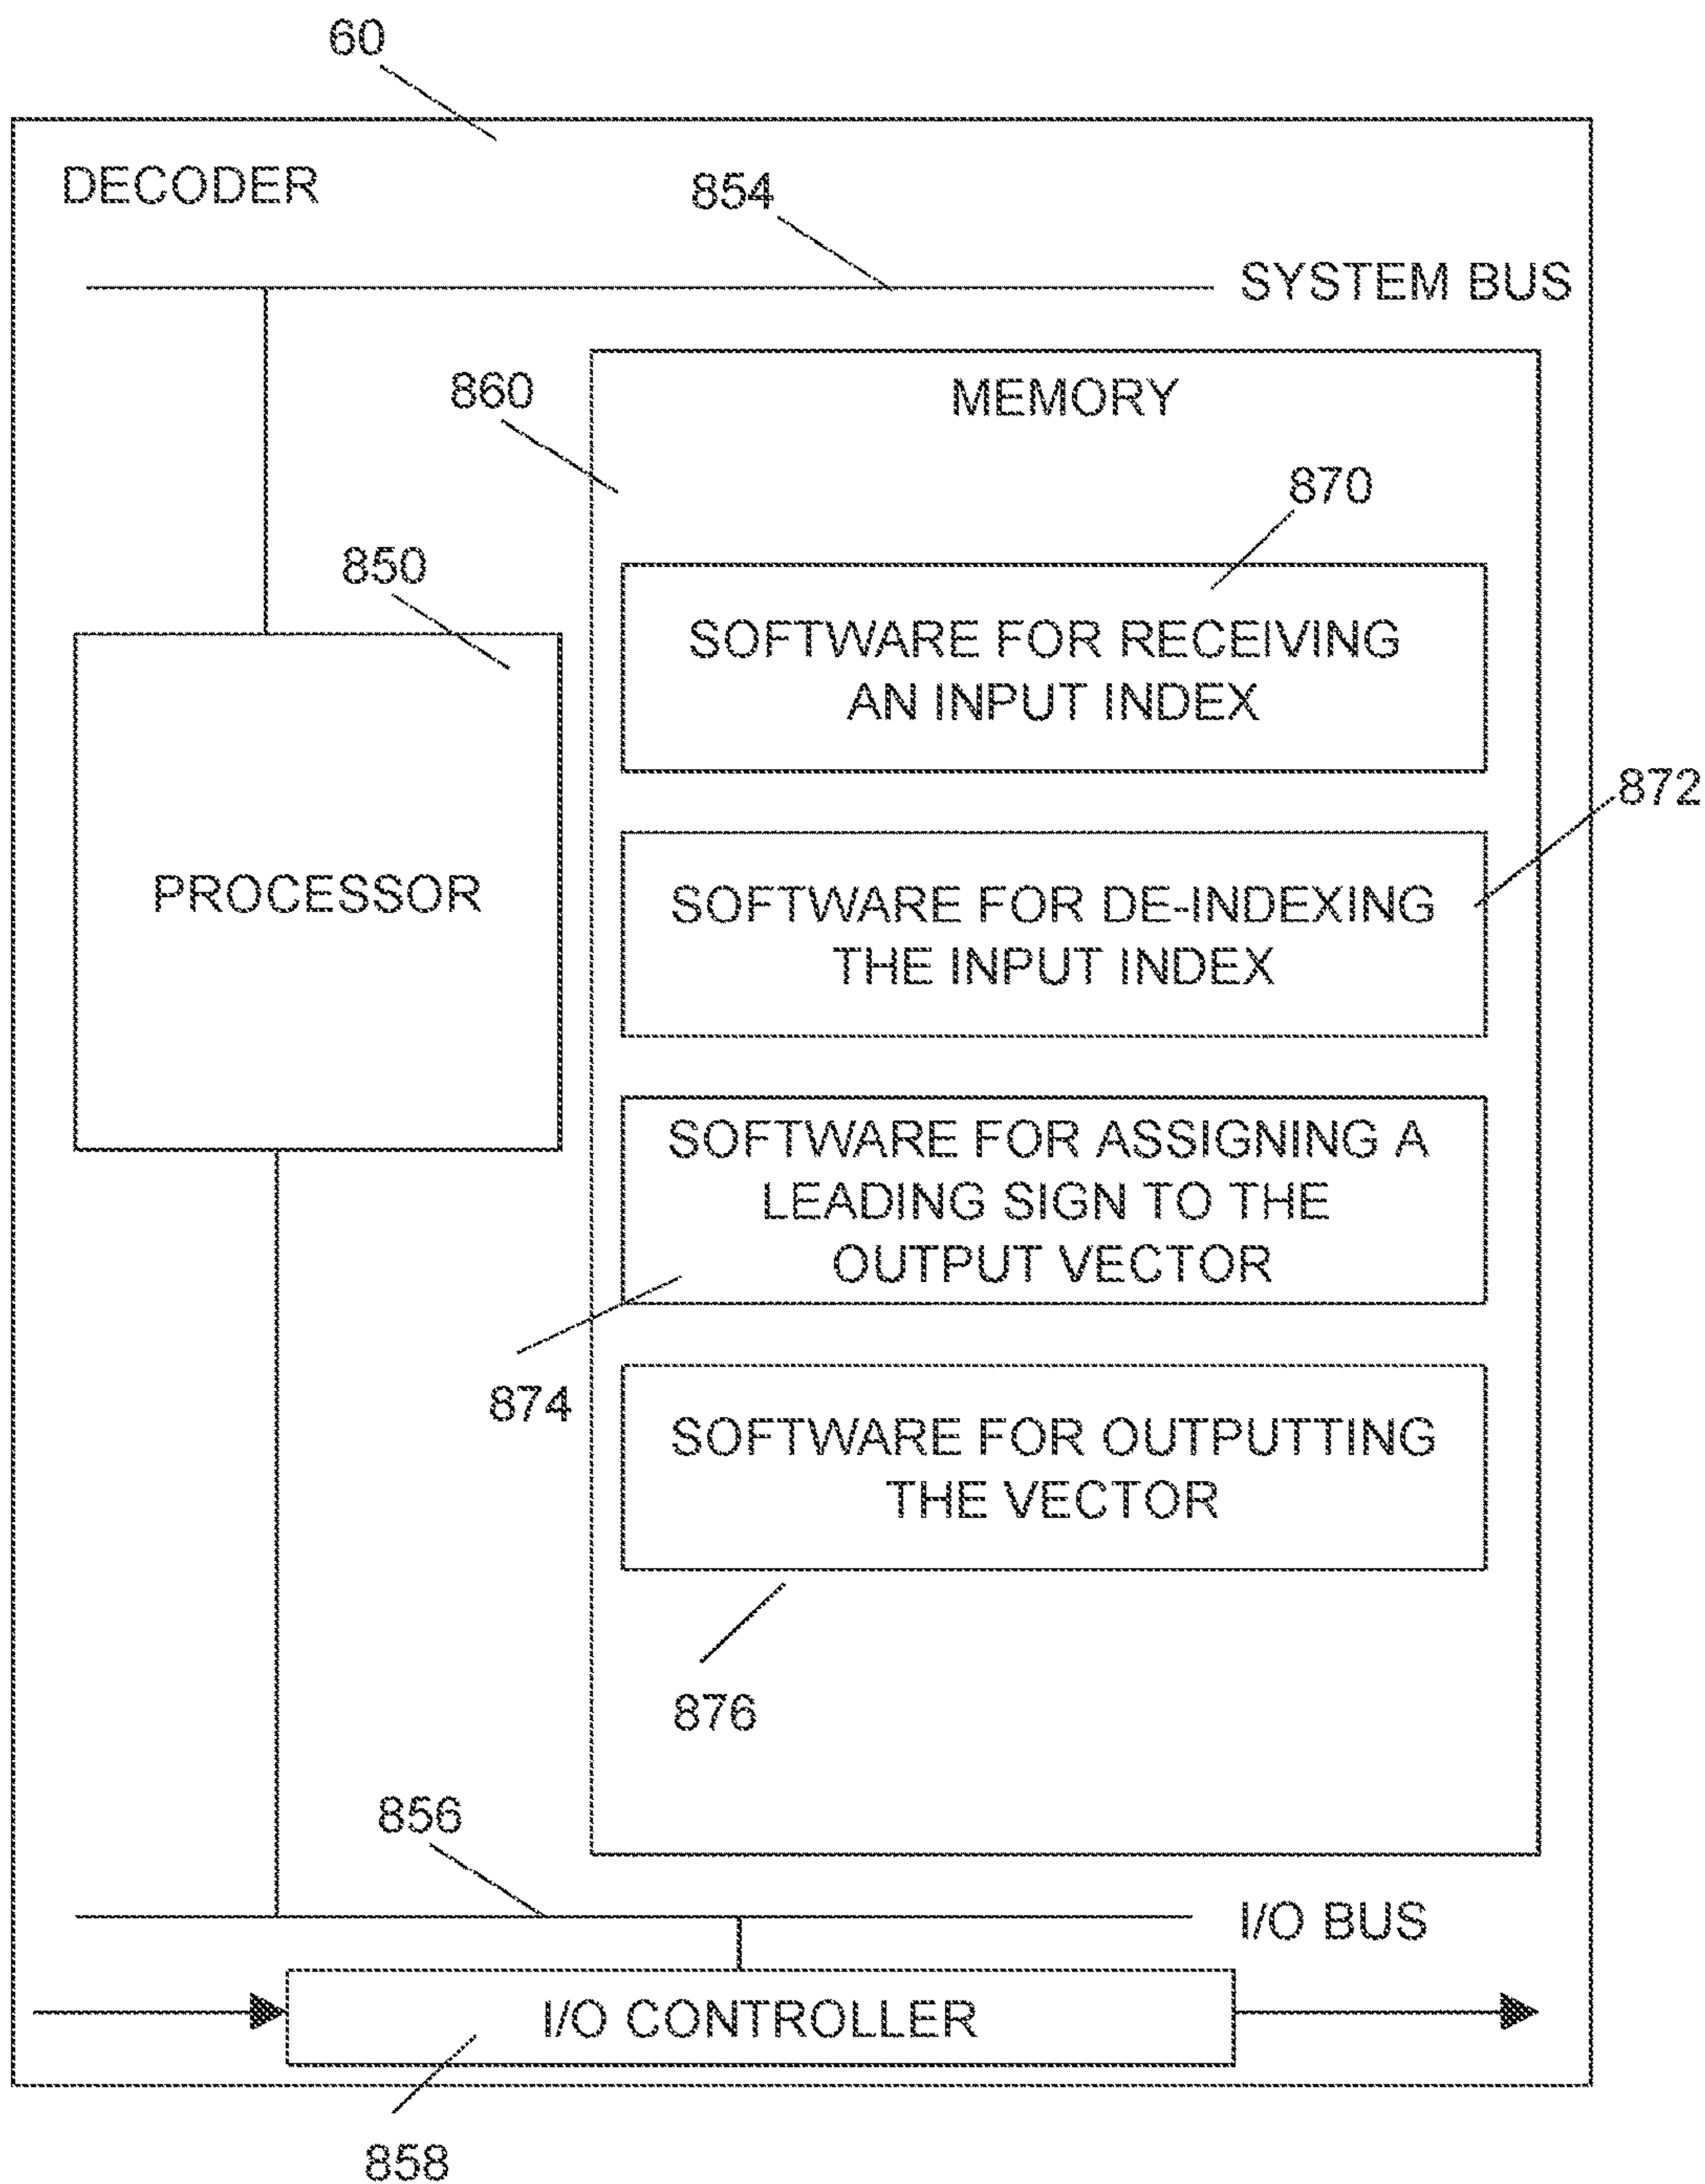 60
DECODER
854
SYSTEM BUS
860
MEMORY
870
850
SOFTWARE FOR RECEIVING
AN INPUT INDEX
872
PROCESSOR
SOFTWARE FOR DE-INDEXING
THE INPUT INDEX
SOFTWARE FOR ASSIGNING A
LEADING SIGN TO THE
OUTPUT VECTOR
874
SOFTWARE FOR OUTPUTTING
THE VECTOR
876
856
I/O BUS
I/O CONTROLLER
858